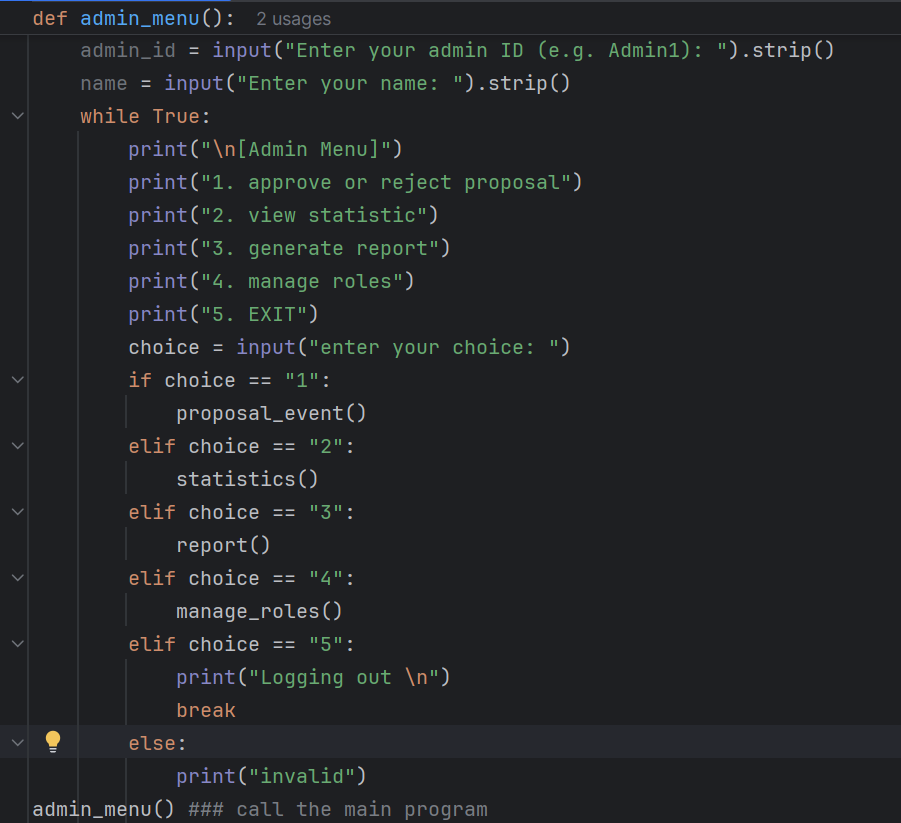 def admin_menu():  2 usages
    admin_id = input("Enter your admin ID (e.g. Admin1): ").strip()
    name = input("Enter your name: ").strip()
    while True:
        print("\n[Admin Menu]")
        print("1. approve or reject proposal")
        print("2. view statistic")
        print("3. generate report")
        print("4. manage roles")
        print("5. EXIT")
        choice = input("enter your choice: ")
        if choice == "1":
            proposal_event()
        elif choice == "2":
            statistics()
        elif choice == "3":
            report()
        elif choice == "4":
            manage_roles()
        elif choice == "5":
            print("Logging out \n")
            break
        else:
            print("invalid")
admin_menu() ### call the main program